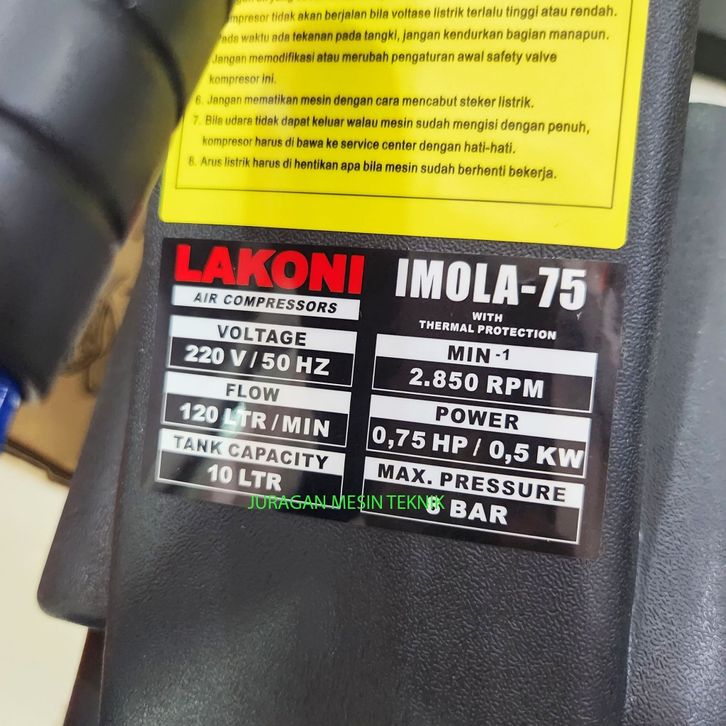 kompresor tidak akan berjalan bila voltase listrik terlalu tinggi atau rendah.
Pada waktu ada tekanan pada tangki, jangan kendurkan bagian manapun.
Jangan memodifikasi atau merubah pengaturan awal safety valve
kompresor ini.
6. Jangan mematikan mesin dengan cara mencabut steker listrik.
7. Bila udara tidak dapat keluar walau mesin sudah mengisi dengan penuh,
kompresor harus di bawa ke service center dengan hati-hati.
8. Arus listrik harus di hentikan apa bila mesin sudah berhenti bekerja.
LAKONI
AIR COMPRESSORS
VOLTAGE
220 V / 50 HZ
FLOW
120 LTR / MIN
TANK CAPACITY
10 LTR
IMOLA-75
WITH
THERMAL PROTECTION
MIN -1
2.850 RPM
POWER
0,75 HP / 0,5 KW
MAX. PRESSURE
BAR
JURAGAN MESIN TEKNIK